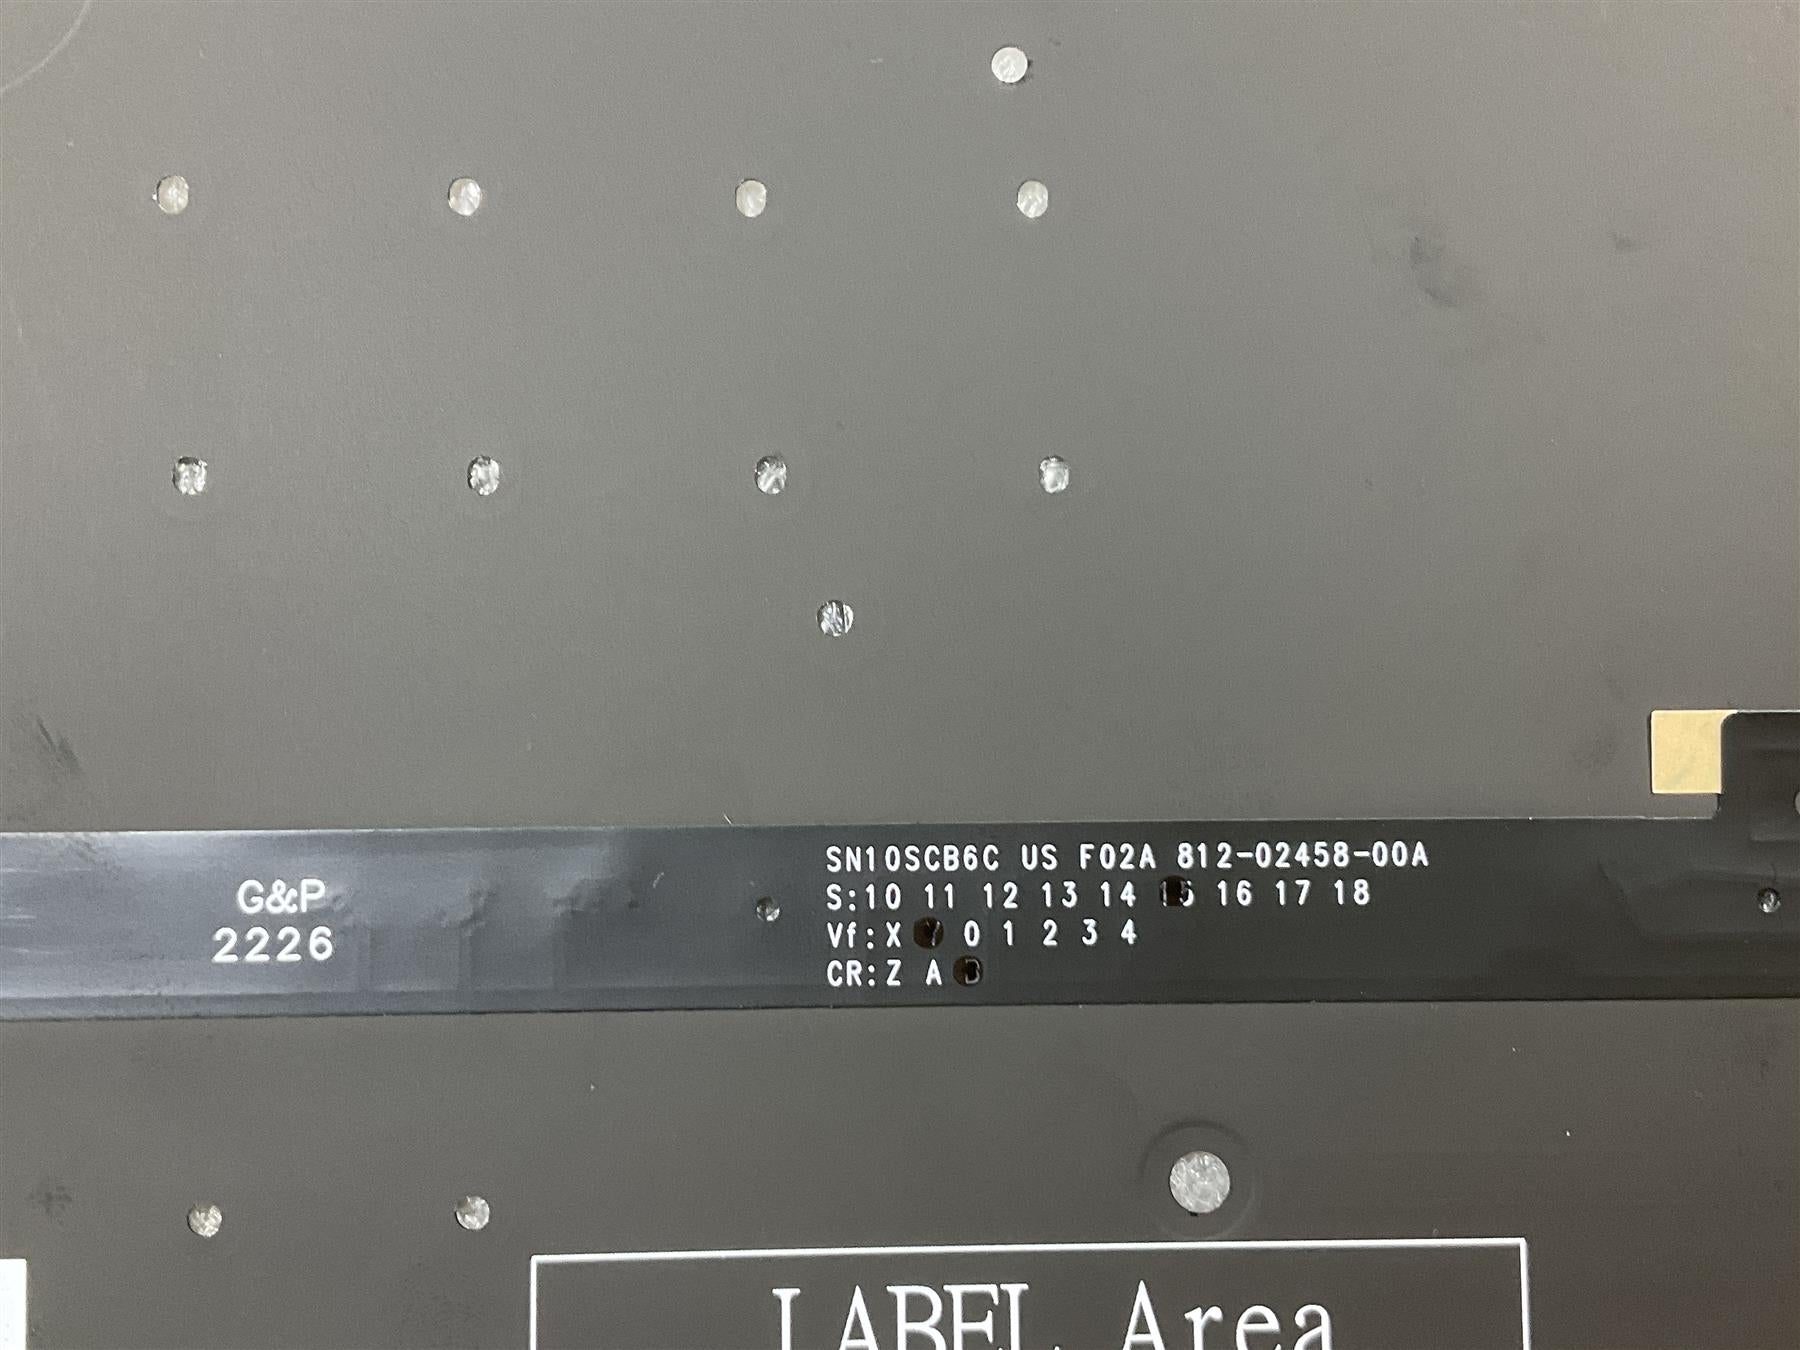 SN10SCB6C US F02A 812-02458-00A
S:10 11 12 13 14 15 16 17 18
Vf:X Y 0 1 2 3 4
CR:Z A
G&P
2226
LABEL Area